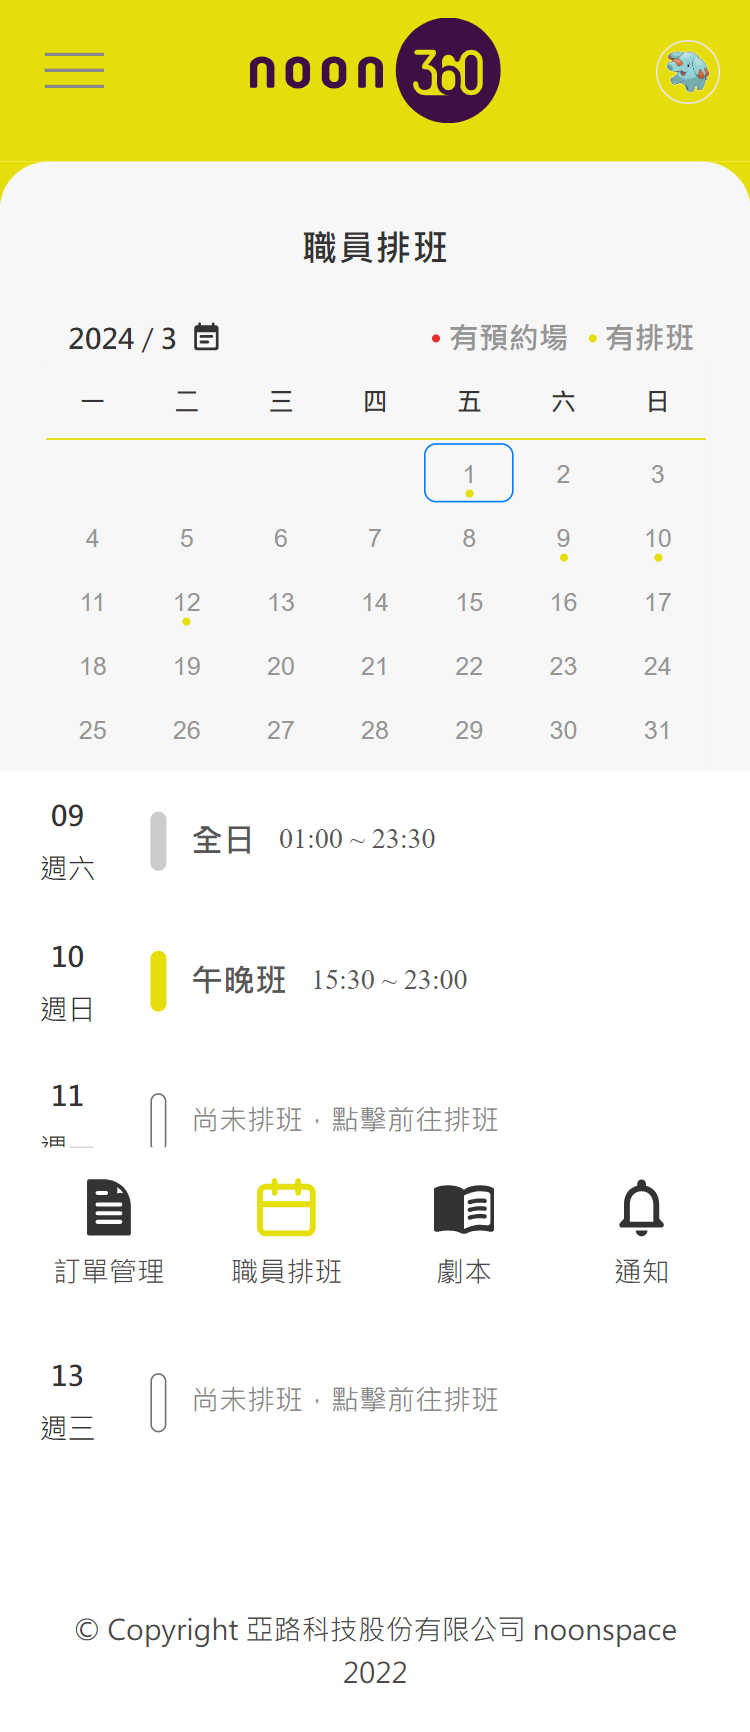 noon 360
職員排班
2024 / 3 有預約場 有排班
一 二 三 四 五 六 日
1 2 3
4 5 6 7 8 9 10
11 12 13 14 15 16 17
18 19 20 21 22 23 24
25 26 27 28 29 30 31
09
週六
全日 01:00 ~ 23:30
10
週日
午晚班 15:30 ~ 23:00
11
週一
尚未排班，點擊前往排班
訂單管理 職員排班 劇本 通知
13
週三
尚未排班，點擊前往排班
© Copyright 亞路科技股份有限公司 noonspace
2022